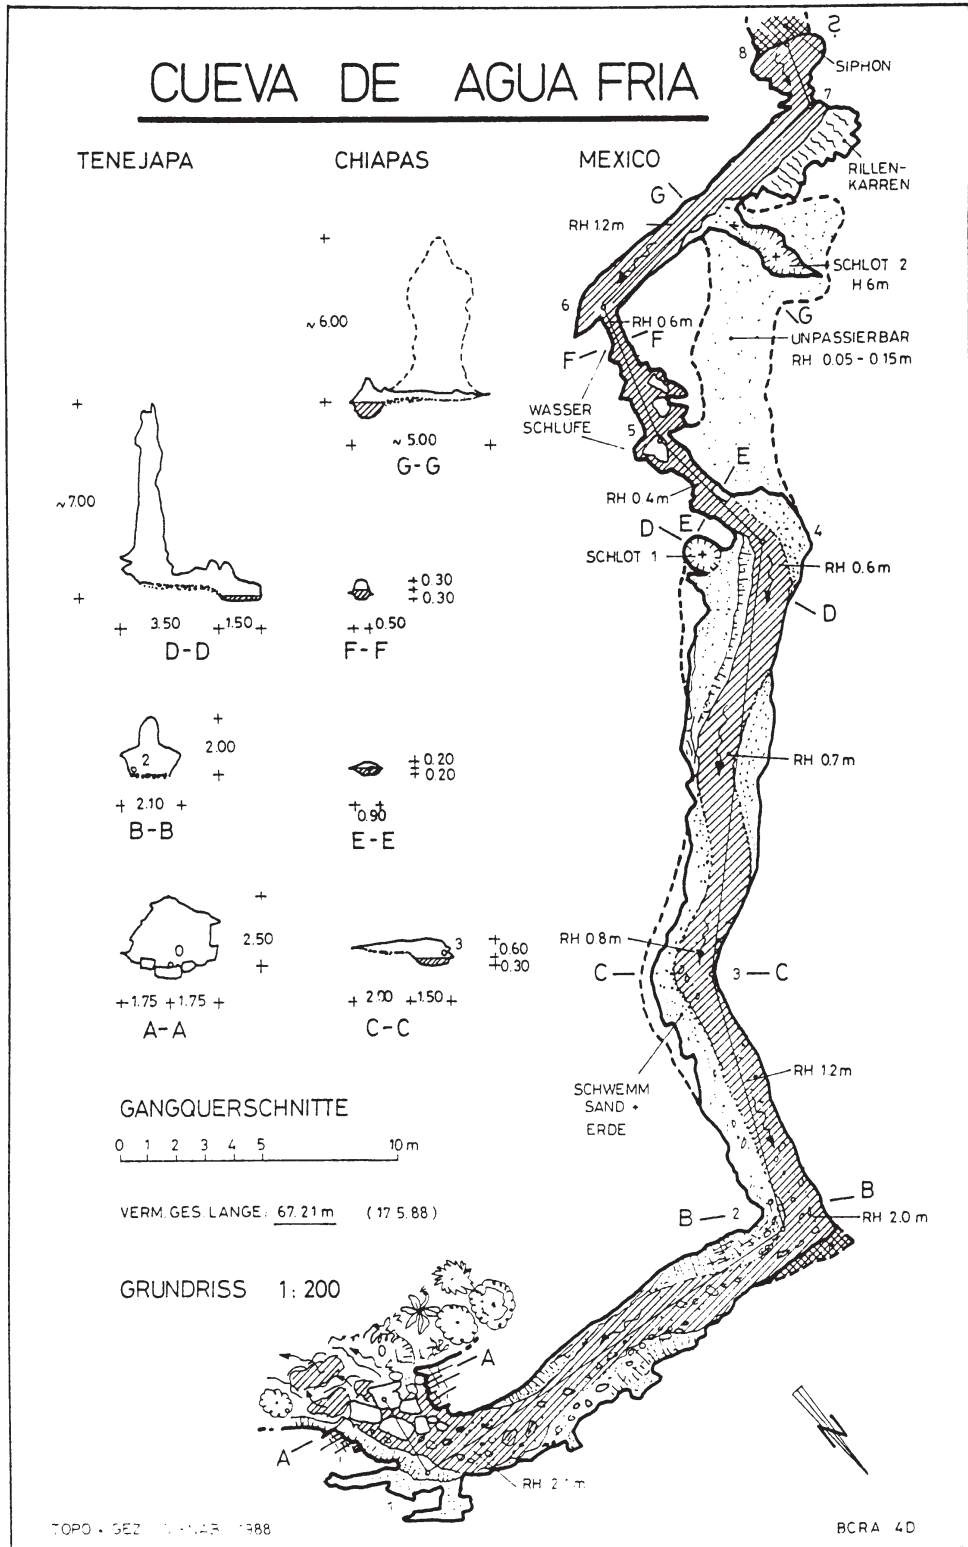 CUEVA DE AGUA FRIA
TENEJAPA CHIAPAS MEXICO
8
?
SIPHON
7
RILLEN-
KARREN
G
RH 1.2m
SCHLOT 2
H 6m
6
RH 0.6m
G
F
F
UNPASSIERBAR
RH 0.05 - 0.15m
WASSER
SCHLUFE
5
E
RH 0.4m
D
E
4
SCHLOT 1
RH 0.6m
D
RH 0.7m
RH 0.8m
C
3
C
RH 1.2m
SCHWEMM
SAND +
ERDE
B
B
2
RH 2.0m
~6.00
~5.00
G-G
~7.00
3.50
1.50
D-D
+0.30
0.30
0.50
F-F
2
2.00
2.10
B-B
+0.20
0.20
0.90
E-E
0
2.50
1.75 1.75
A-A
3
0.60
0.30
2.00 1.50
C-C
GANGQUERSCHNITTE
0 1 2 3 4 5 10m
VERM. GES. LANGE: 67.21m (17.5.88)
GRUNDRISS 1:200
0
A
A
1
RH
TOPO + GEZ 1988
BCRA 4D